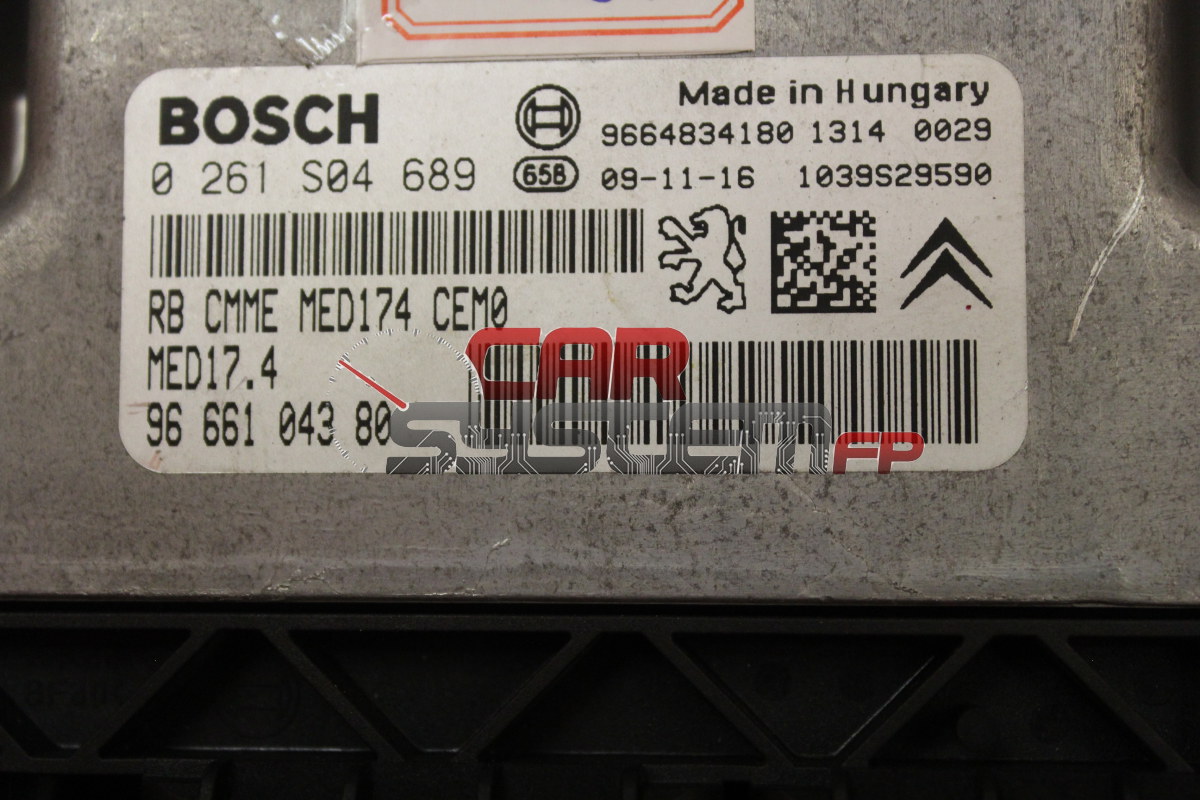 BOSCH
Made in Hungary
9664834180 1314 0029
0 261 S04 689
658 09-11-16 1039S29590
RB CMME MED174 CEM0
MED17.4
96 661 043 80
CAR
SYSTEM FP